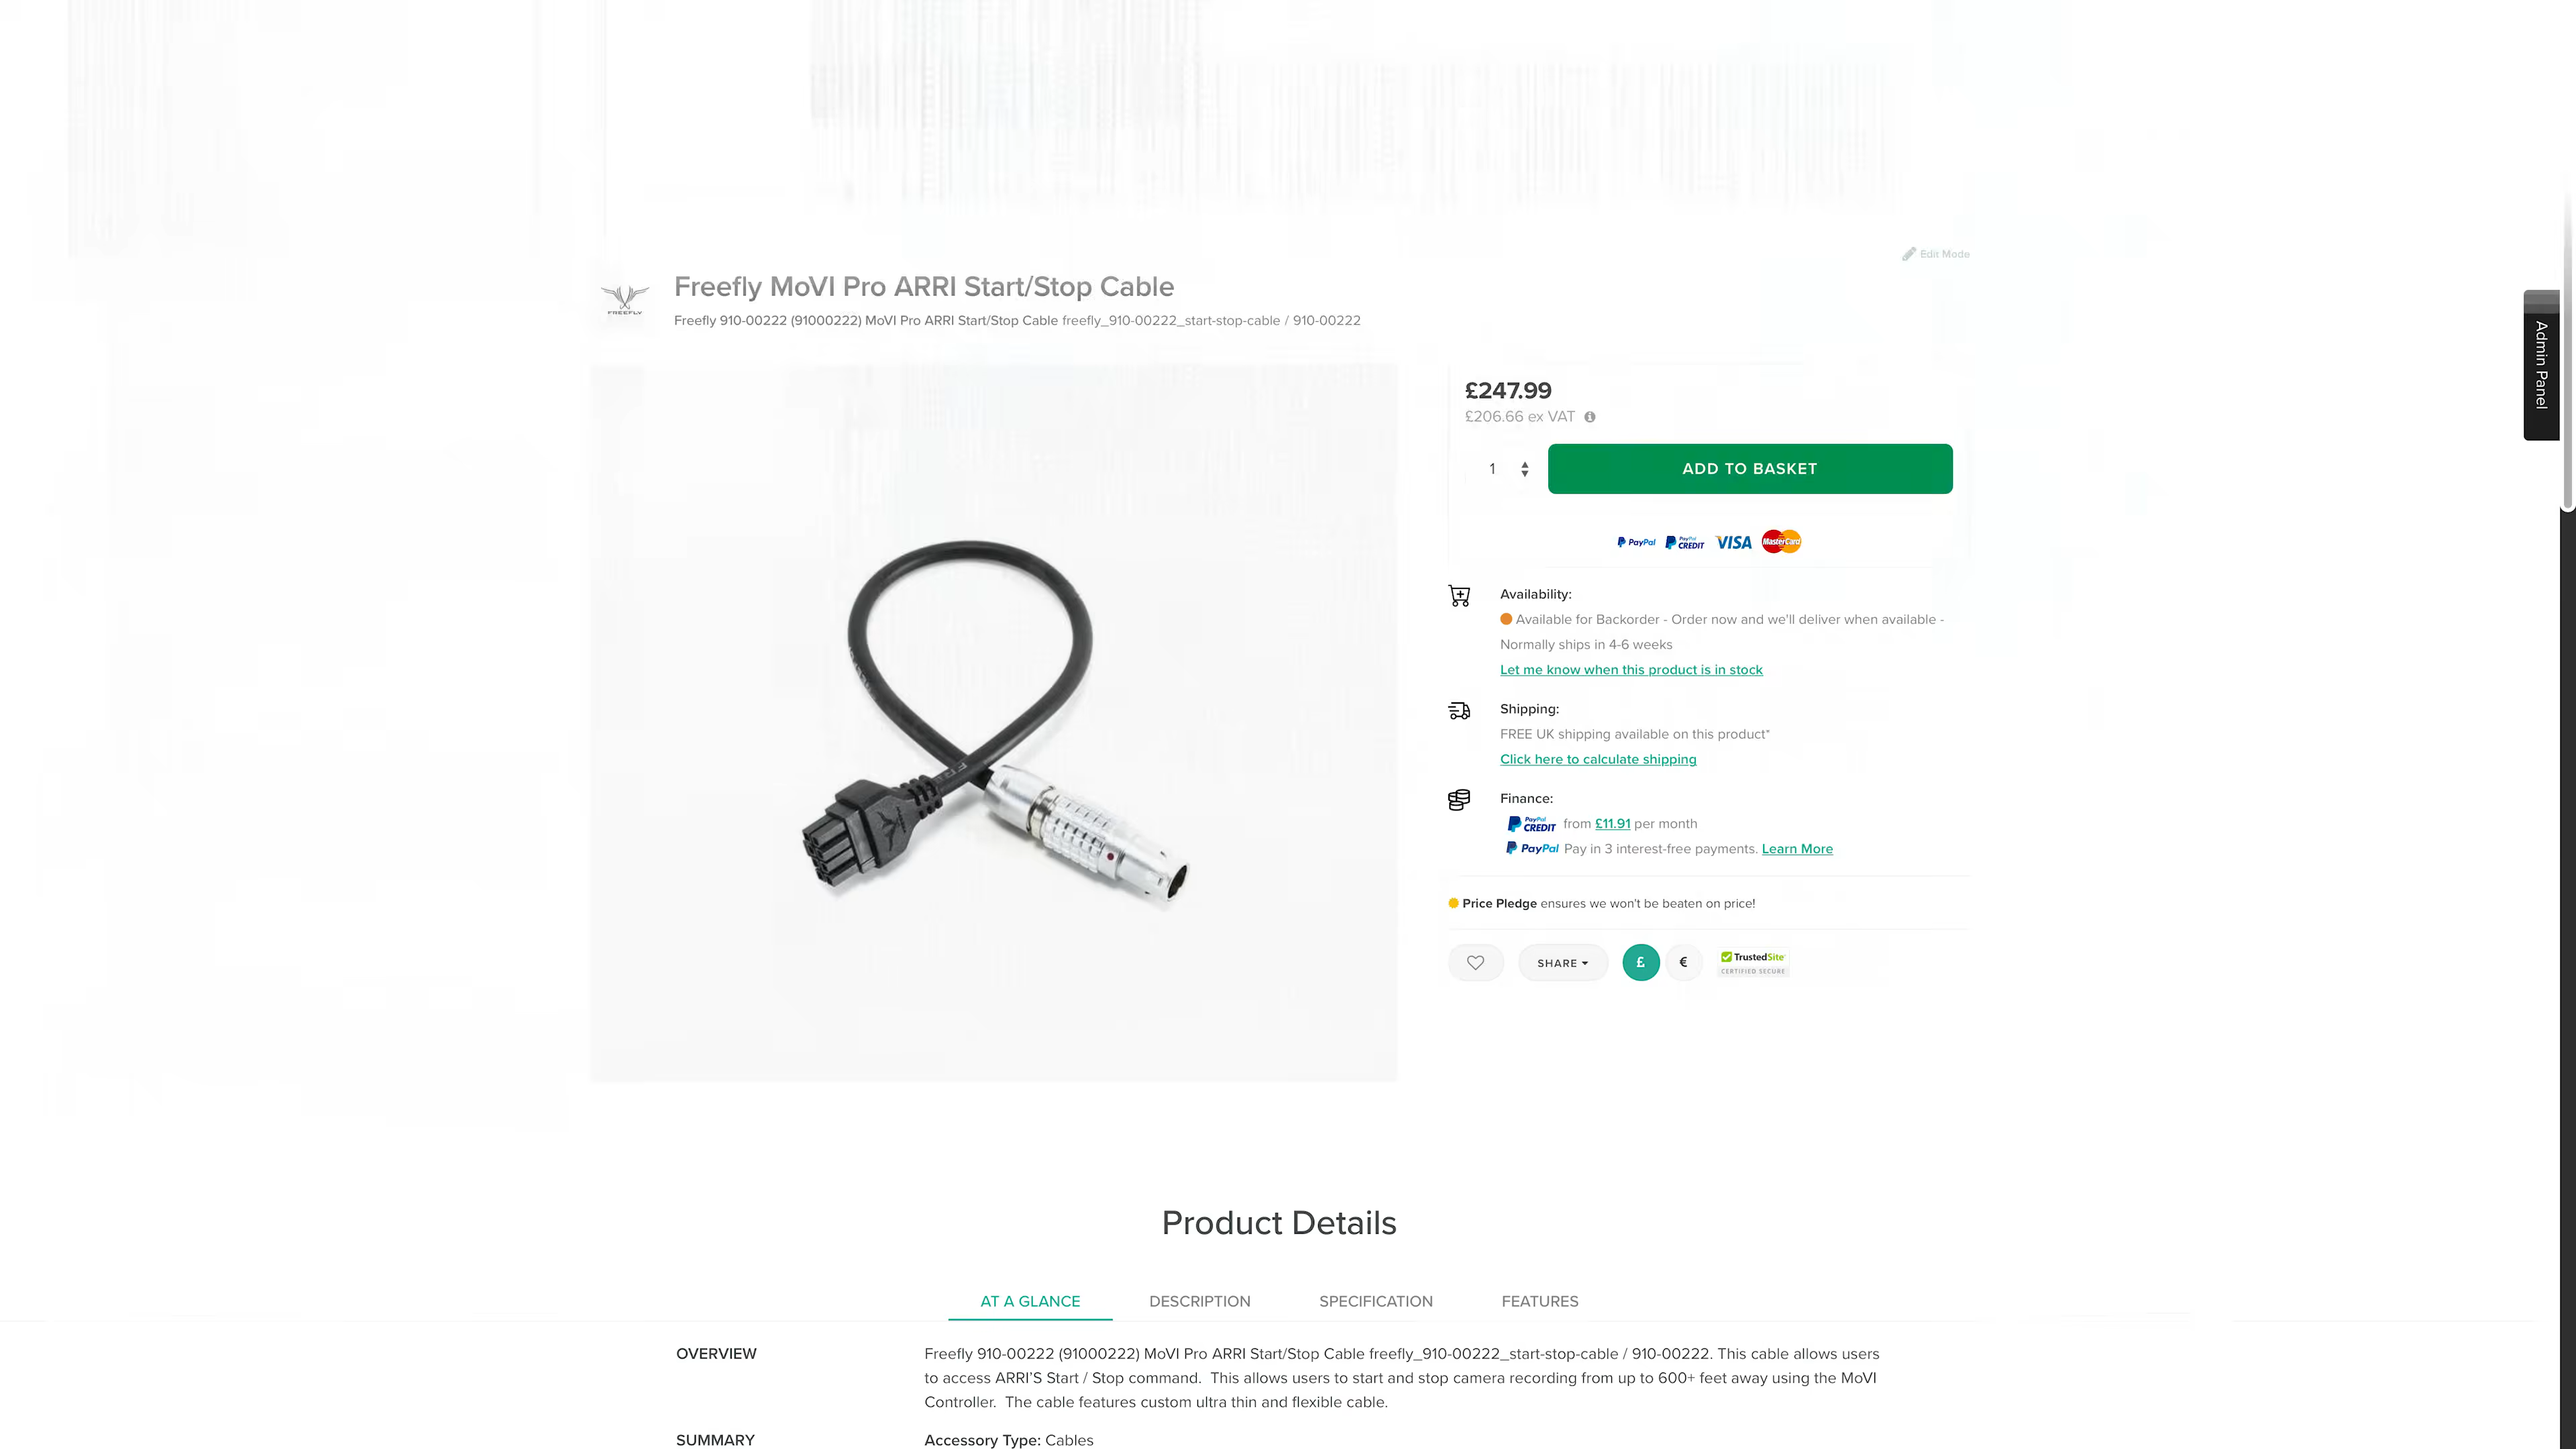 Edit Mode
Freefly MoVI Pro ARRI Start/Stop Cable
FREEFLY
Freefly 910-00222 (91000222) MoVI Pro ARRI Start/Stop Cable freefly_910-00222_start-stop-cable / 910-00222
Admin Panel
£247.99
£206.66 ex VAT
1
ADD TO BASKET
PayPal PayPal CREDIT VISA MasterCard
Availability:
Available for Backorder - Order now and we'll deliver when available -
Normally ships in 4-6 weeks
Let me know when this product is in stock
Shipping:
FREE UK shipping available on this product*
Click here to calculate shipping
Finance:
PayPal CREDIT from £11.91 per month
PayPal Pay in 3 interest-free payments. Learn More
Price Pledge ensures we won't be beaten on price!
SHARE £ € TrustedSite
CERTIFIED SECURE
Product Details
AT A GLANCE DESCRIPTION SPECIFICATION FEATURES
OVERVIEW
Freefly 910-00222 (91000222) MoVI Pro ARRI Start/Stop Cable freefly_910-00222_start-stop-cable / 910-00222. This cable allows users
to access ARRI'S Start / Stop command. This allows users to start and stop camera recording from up to 600+ feet away using the MoVI
Controller. The cable features custom ultra thin and flexible cable.
SUMMARY
Accessory Type: Cables